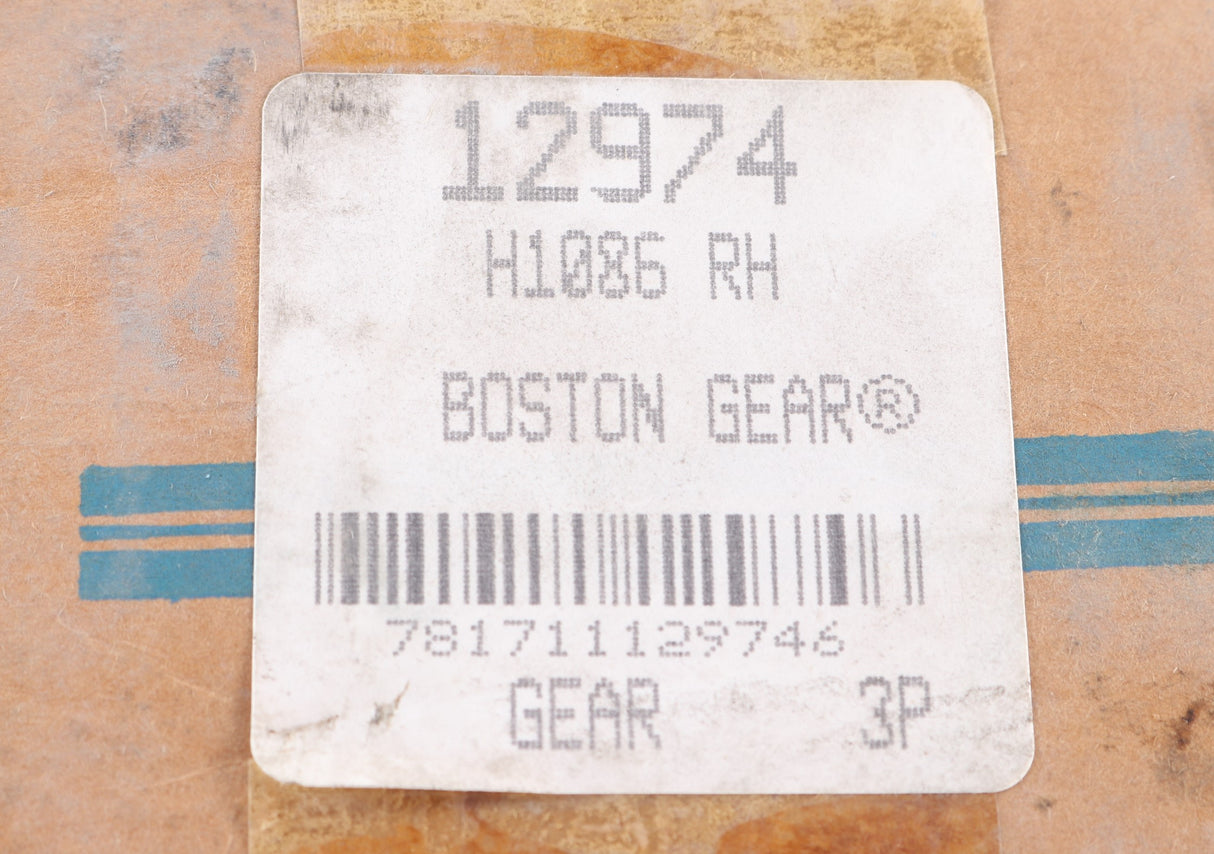 12974
H1086 RH
BOSTON GEAR®
781711129746
GEAR 3P